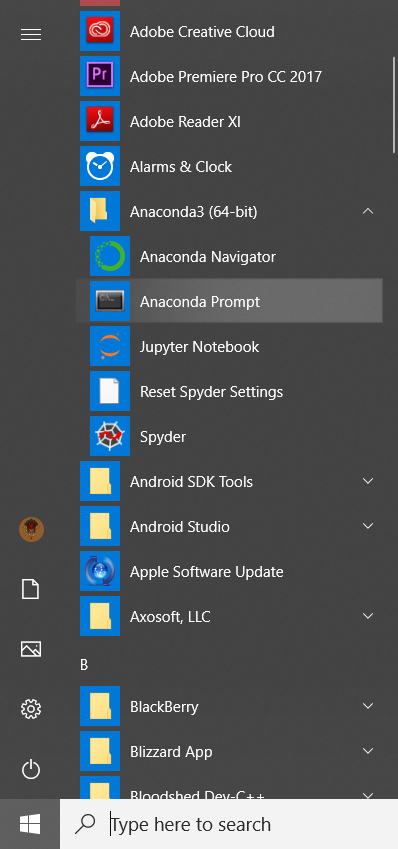 Adobe Creative Cloud
Pr
Adobe Premiere Pro CC 2017
Adobe Reader XI
Alarms & Clock
Anaconda3 (64-bit)
Anaconda Navigator
Anaconda Prompt
Jupyter Notebook
Reset Spyder Settings
Spyder
Android SDK Tools
Android Studio
Apple Software Update
Axosoft, LLC
B
BlackBerry
Blizzard App
Bloodshed Dev-C++
Type here to search